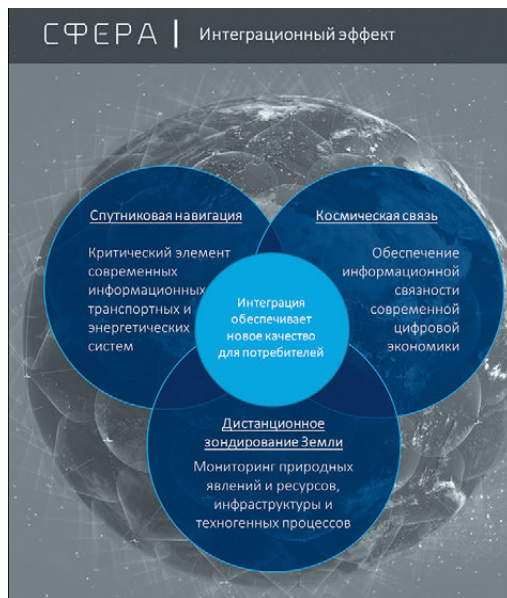 СФЕРА | Интеграционный эффект
Спутниковая навигация
Критический элемент
современных
информационных
транспортных и
энергетических
систем
Космическая связь
Обеспечение
информационной
связности
современной
цифровой
экономики
Интеграция
обеспечивает
новое качество
для потребителей
Дистанционное
зондирование Земли
Мониторинг природных
явлений и ресурсов,
инфраструктуры и
техногенных процессов